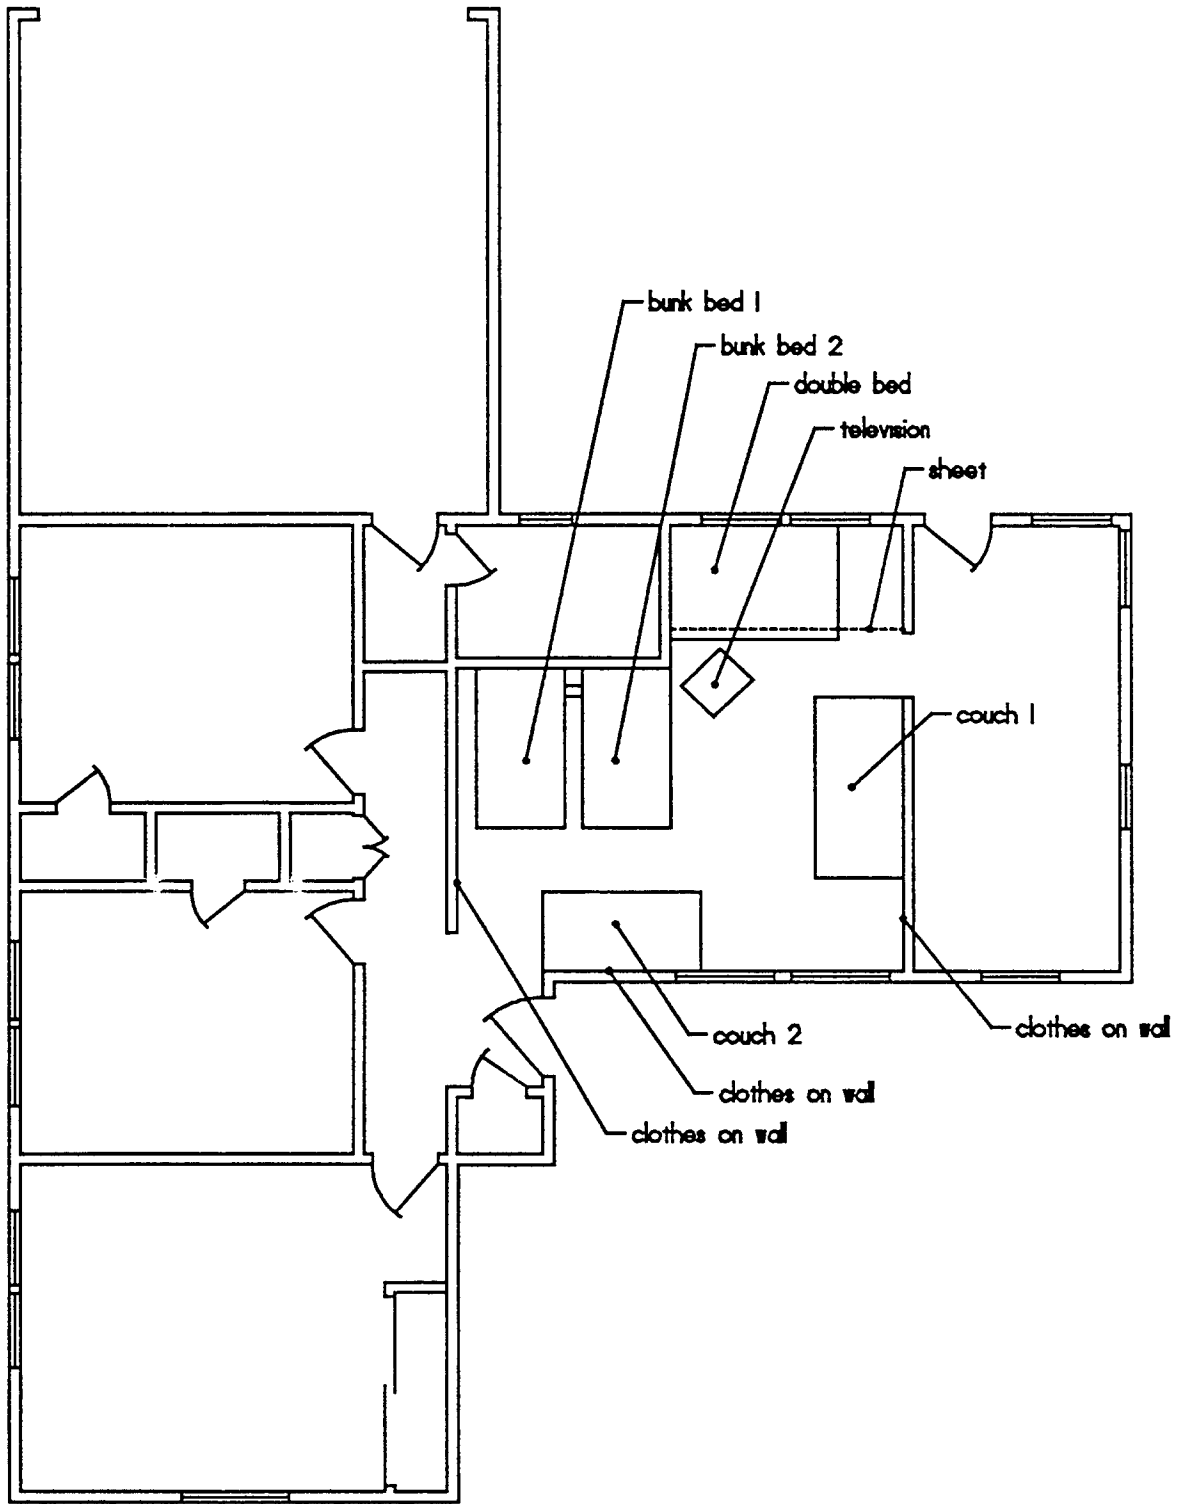 bunk bed 1
bunk bed 2
double bed
television
sheet
couch 1
clothes on wall
couch 2
clothes on wall
clothes on wall